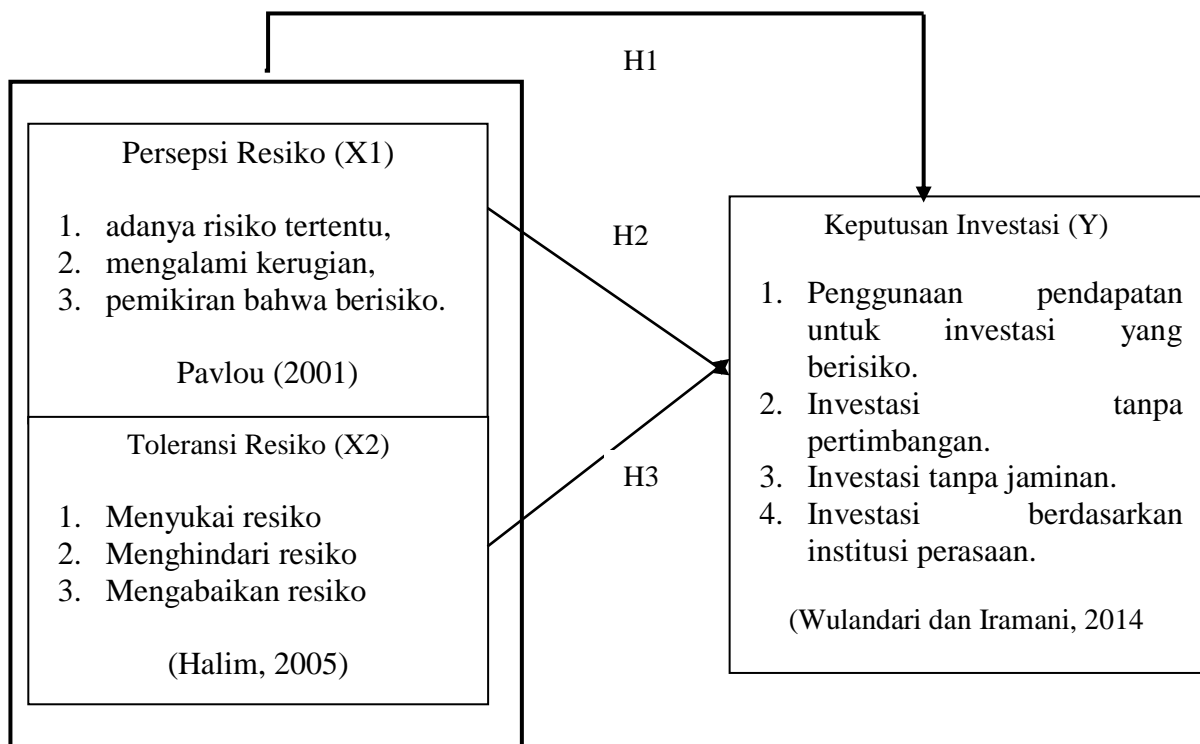 H1
Persepsi Resiko (X1)
1. adanya risiko tertentu,
2. mengalami kerugian,
3. pemikiran bahwa berisiko.
Pavlou (2001)
Toleransi Resiko (X2)
1. Menyukai resiko
2. Menghindari resiko
3. Mengabaikan resiko
(Halim, 2005)
H2
H3
Keputusan Investasi (Y)
1. Penggunaan pendapatan
untuk investasi yang
berisiko.
2. Investasi tanpa
pertimbangan.
3. Investasi tanpa jaminan.
4. Investasi berdasarkan
institusi perasaan.
(Wulandari dan Iramani, 2014